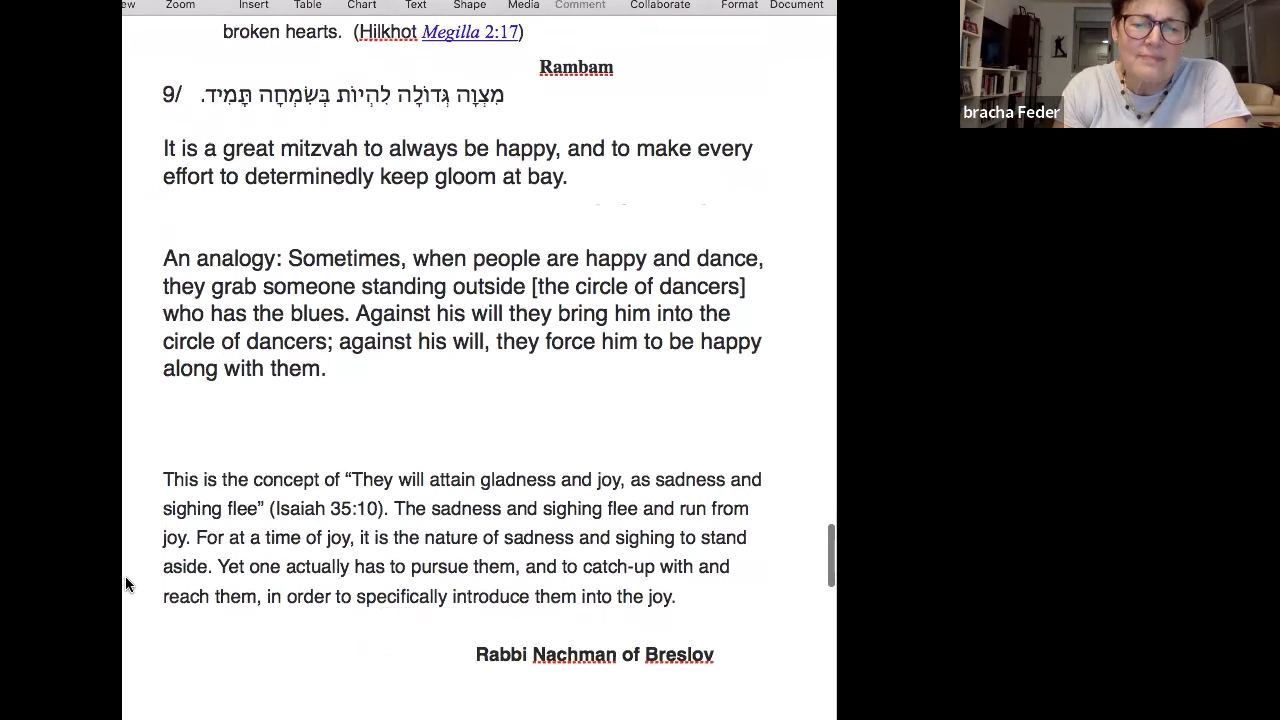 ew Zoom Insert Table Chart Text Shape Media Comment Collaborate Format Document
broken hearts. (Hilkhot Megilla 2:17)
Rambam
9/ מִצְוָה גְּדוֹלָה לִהְיוֹת בְּשִׂמְחָה תָּמִיד.
It is a great mitzvah to always be happy, and to make every
effort to determinedly keep gloom at bay.
An analogy: Sometimes, when people are happy and dance,
they grab someone standing outside [the circle of dancers]
who has the blues. Against his will they bring him into the
circle of dancers; against his will, they force him to be happy
along with them.
This is the concept of “They will attain gladness and joy, as sadness and
sighing flee” (Isaiah 35:10). The sadness and sighing flee and run from
joy. For at a time of joy, it is the nature of sadness and sighing to stand
aside. Yet one actually has to pursue them, and to catch-up with and
reach them, in order to specifically introduce them into the joy.
Rabbi Nachman of Breslov
bracha Feder